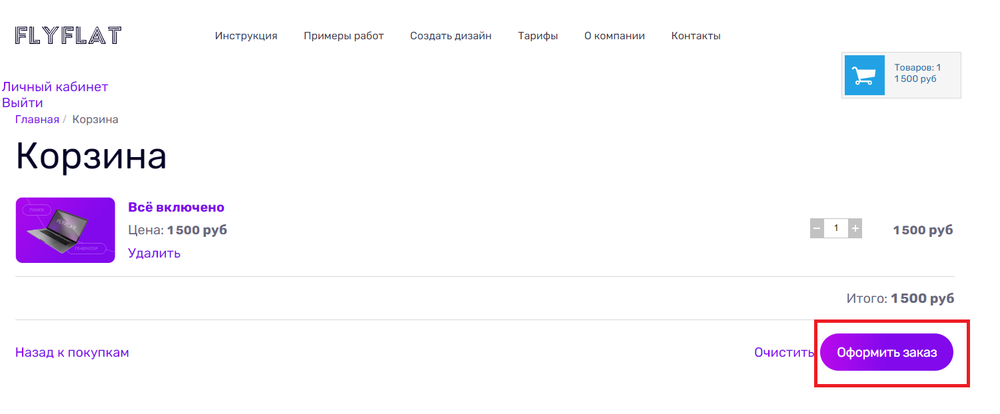 FLYFLAT
Инструкция Примеры работ Создать дизайн Тарифы О компании Контакты
Товаров: 1
1 500 руб
Личный кабинет
Выйти
Главная / Корзина
Корзина
ПОИСК
FLYFLAT
ГЕНЕРАТОР
Всё включено
Цена: 1 500 руб
Удалить
− 1 +
1 500 руб
Итого: 1 500 руб
Назад к покупкам
Очистить
Оформить заказ